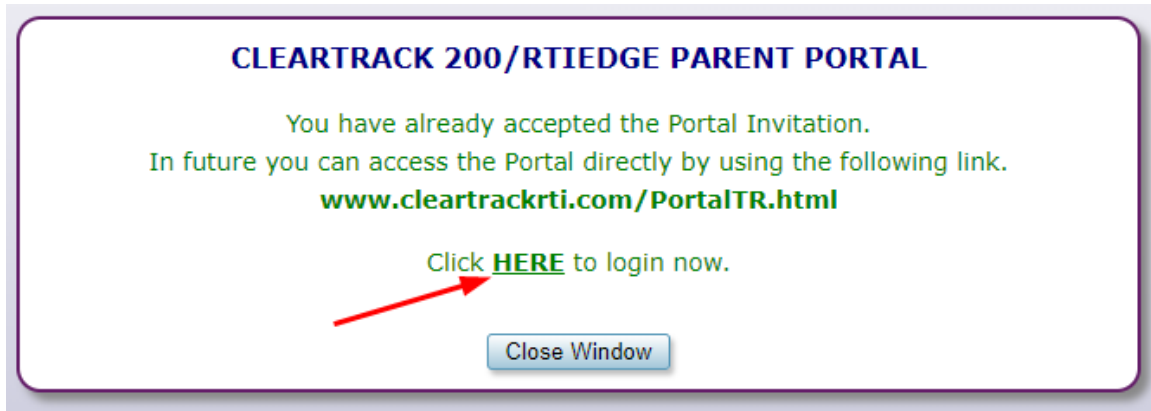 CLEARTRACK 200/RTIEDGE PARENT PORTAL
You have already accepted the Portal Invitation.
In future you can access the Portal directly by using the following link.
www.cleartrackrti.com/PortalTR.html
Click HERE to login now.
Close Window